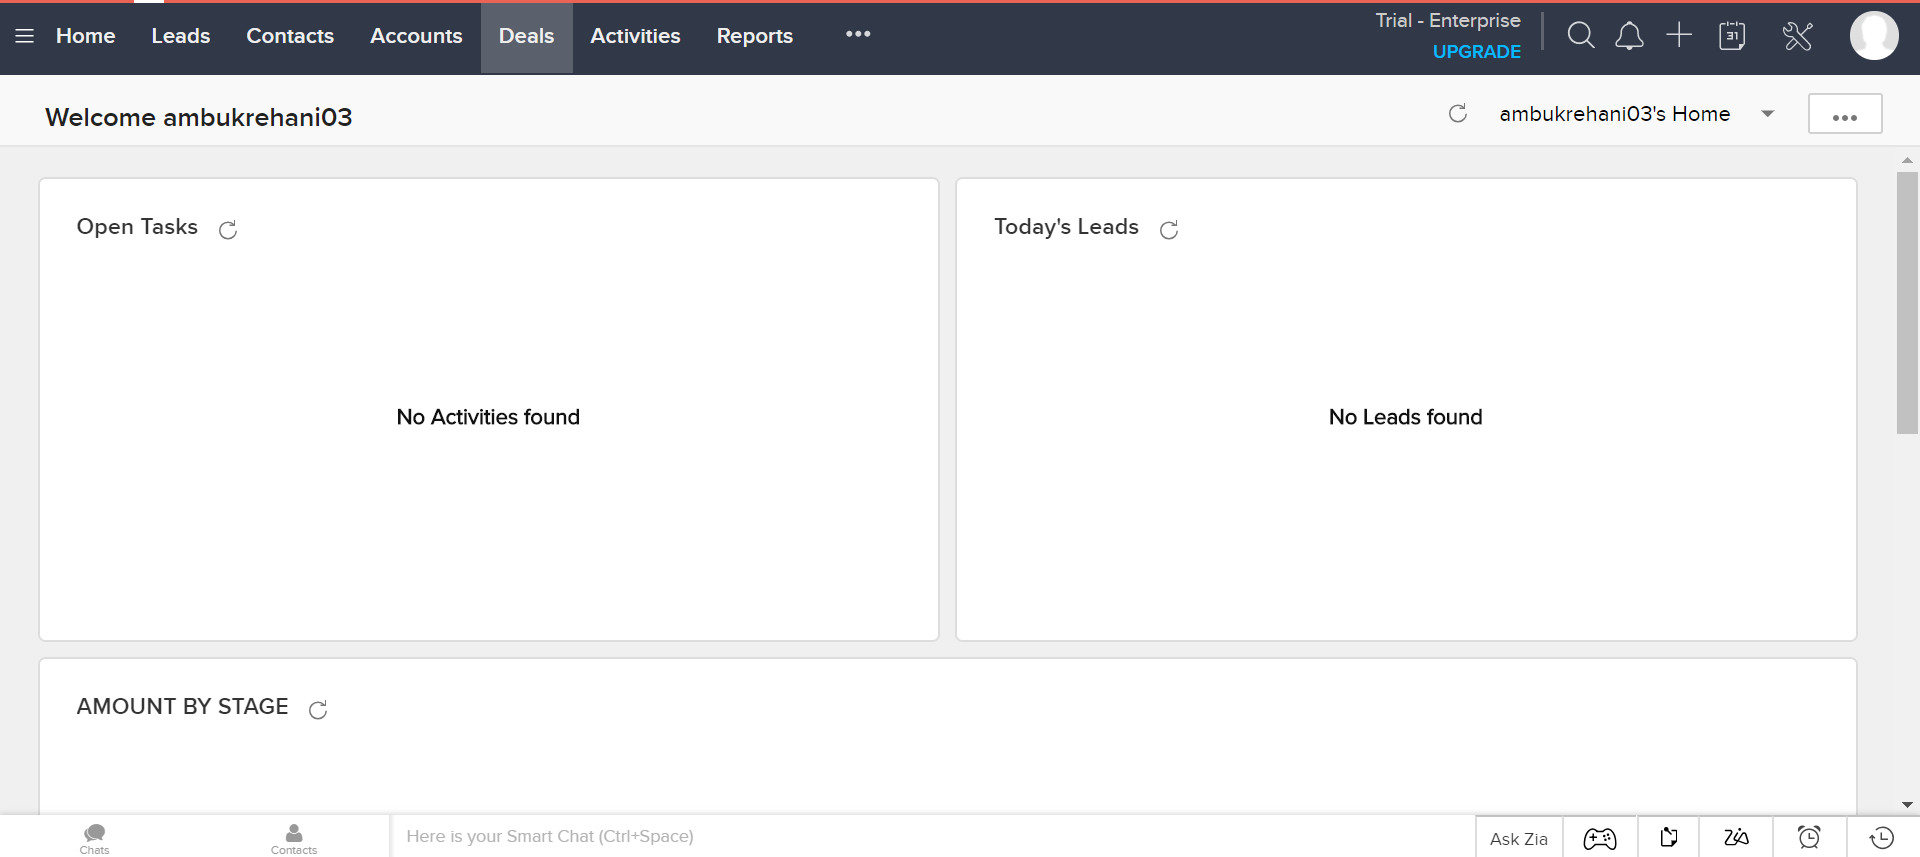 Home Leads Contacts Accounts Deals Activities Reports •••
Trial - Enterprise
UPGRADE
31
Welcome ambukrehani03
ambukrehani03's Home
Open Tasks
Today's Leads
No Activities found
No Leads found
AMOUNT BY STAGE
Chats
Contacts
Here is your Smart Chat (Ctrl+Space)
Ask Zia